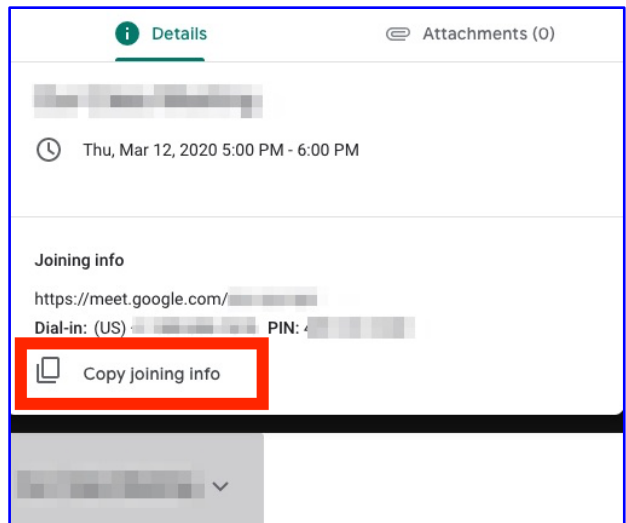 Details
Attachments (0)
Thu, Mar 12, 2020 5:00 PM - 6:00 PM
Joining info
https://meet.google.com/
Dial-in: (US) PIN:
Copy joining info